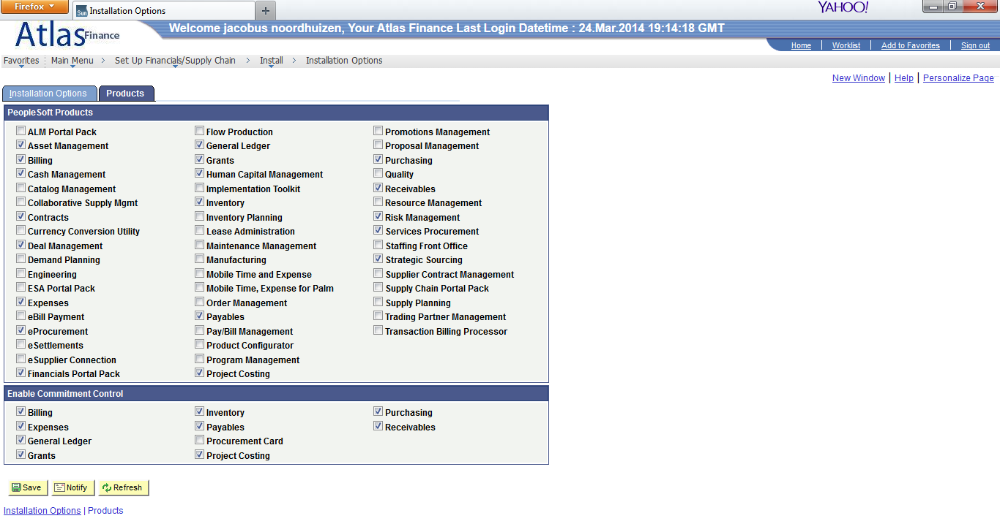 Firefox
Sun Installation Options
YAHOO!
Atlas Finance
Welcome jacobus noordhuizen, Your Atlas Finance Last Login Datetime : 24.Mar.2014 19:14:18 GMT
Home | Worklist | Add to Favorites | Sign out
Favorites Main Menu > Set Up Financials/Supply Chain > Install > Installation Options
New Window | Help | Personalize Page
Installation Options Products
PeopleSoft Products
ALM Portal Pack Flow Production Promotions Management
Asset Management General Ledger Proposal Management
Billing Grants Purchasing
Cash Management Human Capital Management Quality
Catalog Management Implementation Toolkit Receivables
Collaborative Supply Mgmt Inventory Resource Management
Contracts Inventory Planning Risk Management
Currency Conversion Utility Lease Administration Services Procurement
Deal Management Maintenance Management Staffing Front Office
Demand Planning Manufacturing Strategic Sourcing
Engineering Mobile Time and Expense Supplier Contract Management
ESA Portal Pack Mobile Time, Expense for Palm Supply Chain Portal Pack
Expenses Order Management Supply Planning
eBill Payment Payables Trading Partner Management
eProcurement Pay/Bill Management Transaction Billing Processor
eSettlements Product Configurator
eSupplier Connection Program Management
Financials Portal Pack Project Costing
Enable Commitment Control
Billing Inventory Purchasing
Expenses Payables Receivables
General Ledger Procurement Card
Grants Project Costing
Save Notify Refresh
Installation Options | Products